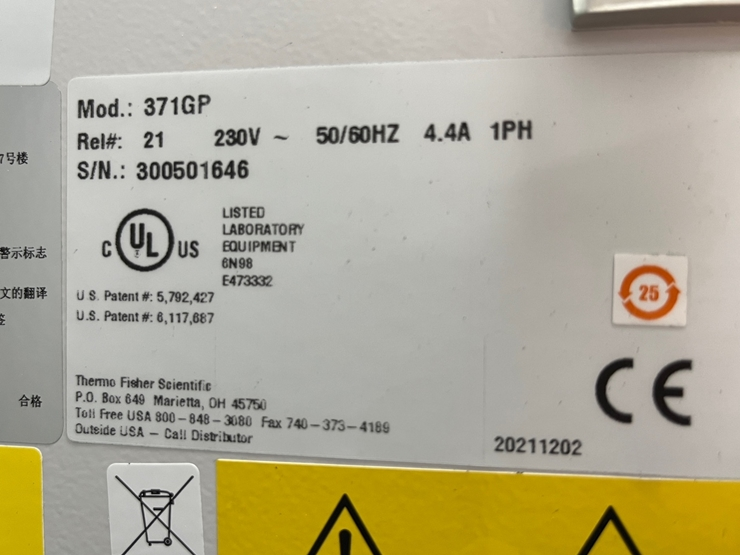 Mod.: 371GP
Rel#: 21 230V ~ 50/60HZ 4.4A 1PH
S/N.: 300501646
C UL US
LISTED
LABORATORY
EQUIPMENT
6N98
E473332
U.S. Patent #: 5,792,427
U.S. Patent #: 6,117,687
25
CE
Thermo Fisher Scientific
P.O. Box 649 Marietta, OH 45750
Toll Free USA 800-848-3080 Fax 740-373-4189
Outside USA - Call Distributor
20211202
7号楼
警示标志
文的翻译
合格